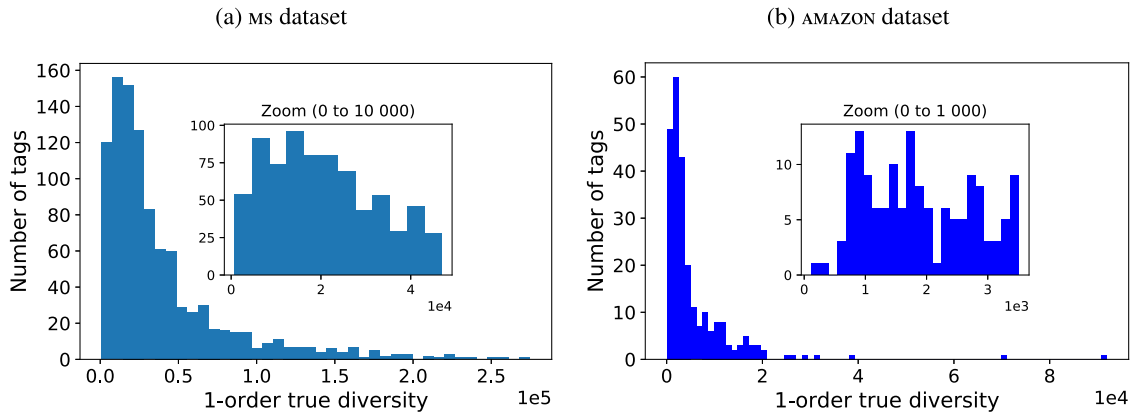 (a) MS dataset
160
140
120
100
80
60
40
20
0
Number of tags
Zoom (0 to 10 000)
100
75
50
25
0
0 2 4
1e4
0.0 0.5 1.0 1.5 2.0 2.5
1e5
1-order true diversity
(b) AMAZON dataset
60
50
40
30
20
10
0
Number of tags
Zoom (0 to 1 000)
10
5
0
0 1 2 3
1e3
0 2 4 6 8
1e4
1-order true diversity